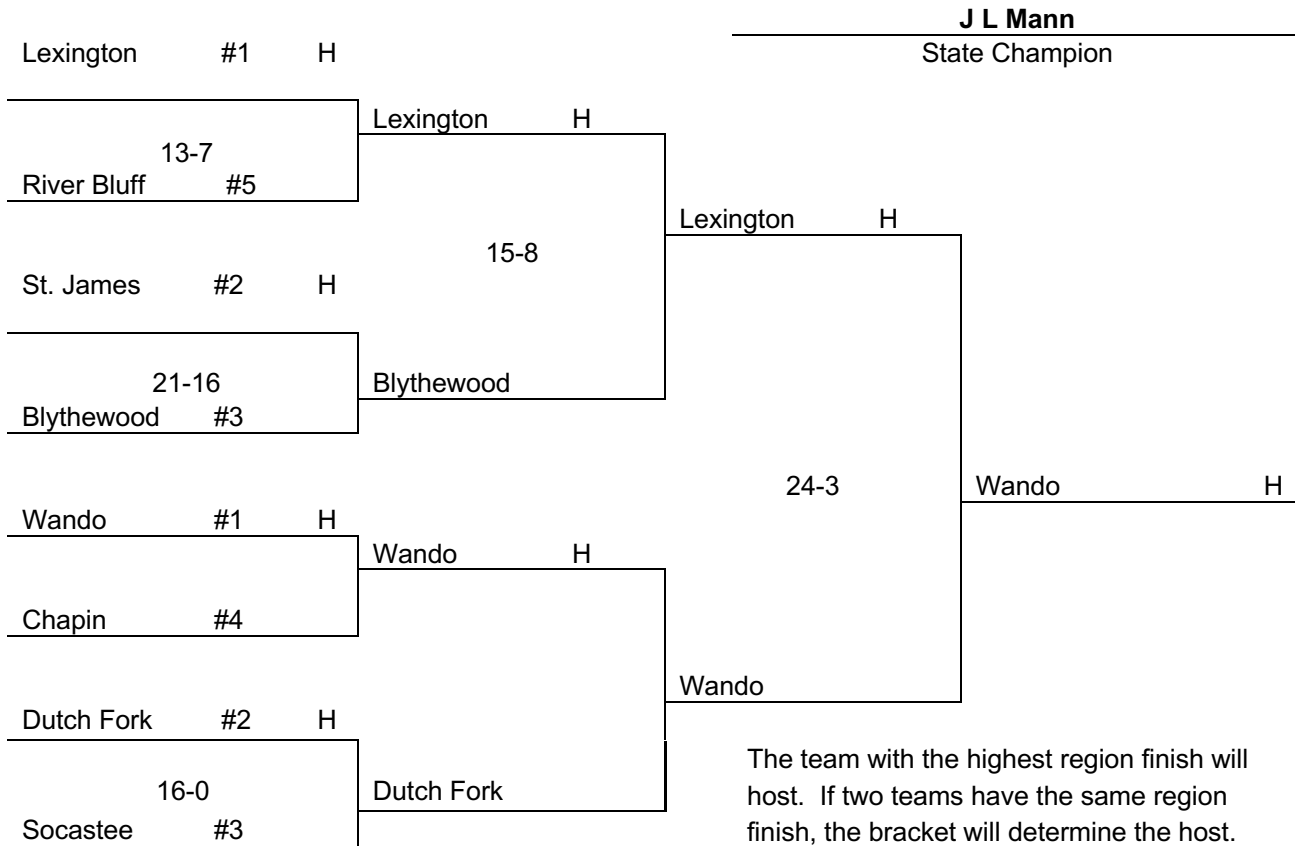 J L Mann
State Champion
Lexington #1 H
Lexington H
13-7
River Bluff #5
Lexington H
15-8
St. James #2 H
21-16
Blythewood
Blythewood #3
24-3
Wando H
Wando #1 H
Wando H
Chapin #4
Wando
Dutch Fork #2 H
16-0
Dutch Fork
Socastee #3
The team with the highest region finish will
host. If two teams have the same region
finish, the bracket will determine the host.